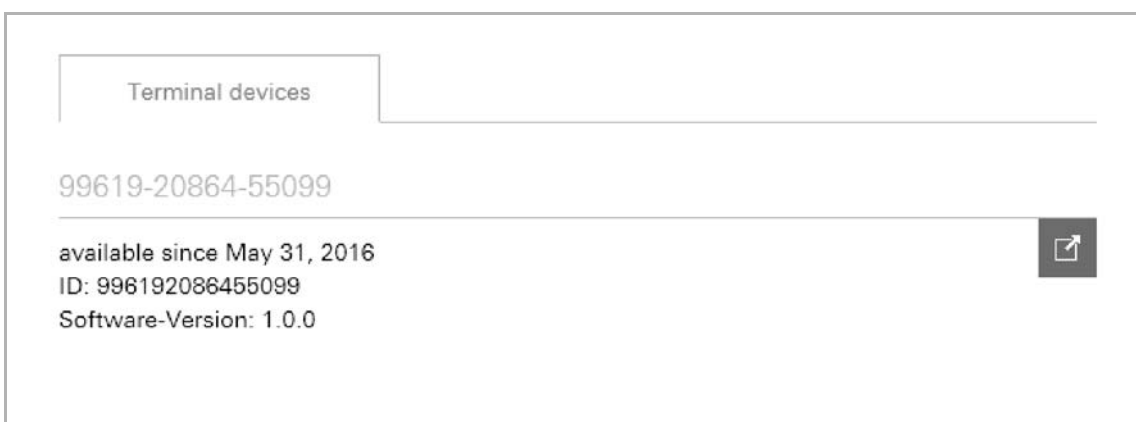 Terminal devices
99619-20864-55099
available since May 31, 2016
ID: 996192086455099
Software-Version: 1.0.0